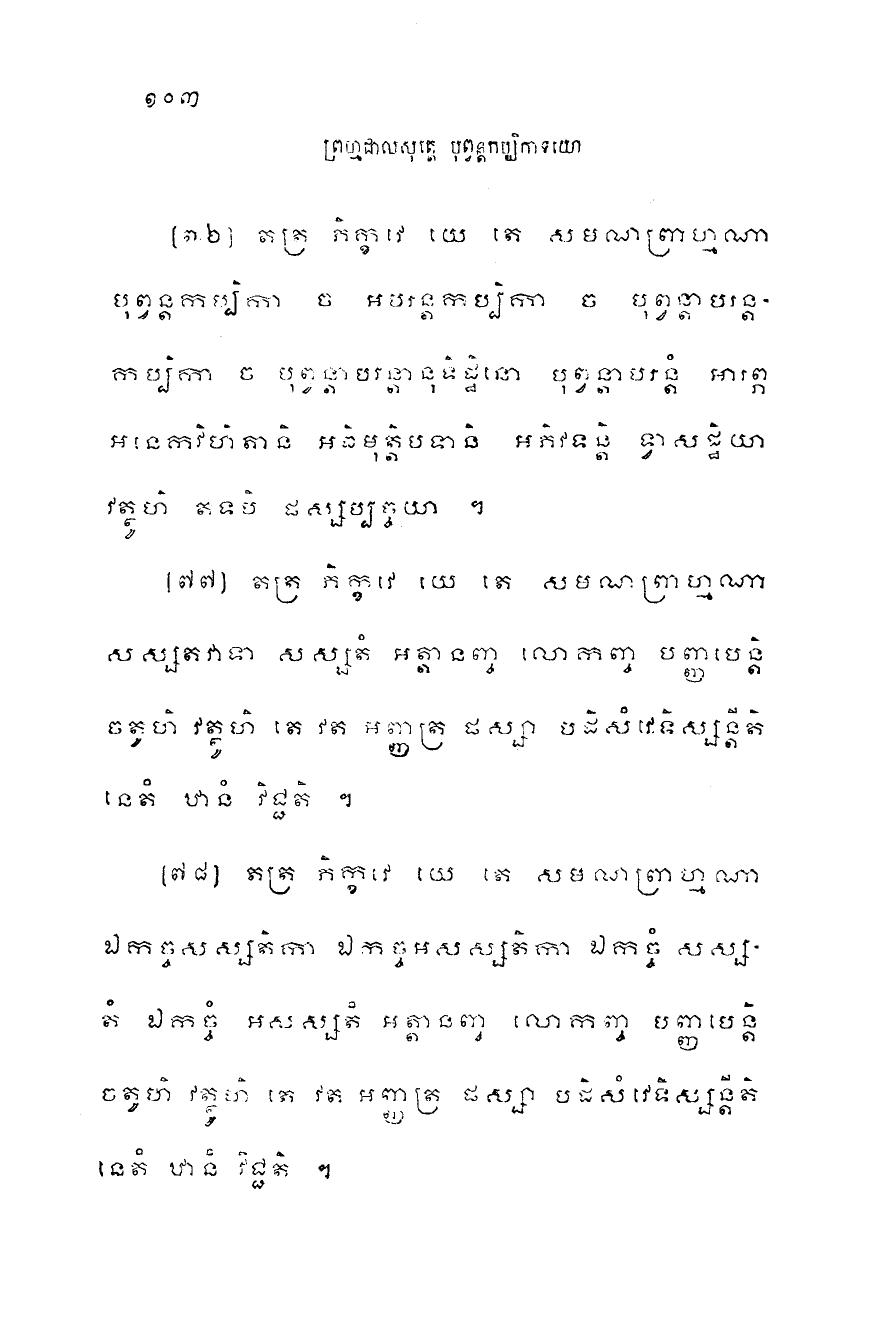 ១០៣
ព្រហ្មជាលសុត្តេ បុព្វន្តកប្បិកាទយោ
[៣៦] តត្រ ភិក្ខវេ យេ តេ សមណព្រាហ្មណា
បុព្វន្តកប្បិកា ច អបរន្តកប្បិកា ច បុព្វន្តាបរន្ត-
កប្បិកា ច បុព្វន្តាបរន្តានុទិដ្ឋិនោ បុព្វន្តាបរន្តំ អារព្ភ
អនេកវិហិតានិ អធិមុត្តិបទានិ អភិវទន្តិ ទ្វាសដ្ឋិយា
វត្ថូហិ តទបិ ផស្សប្បច្ចយា ។
[៧៧] តត្រ ភិក្ខវេ យេ តេ សមណព្រាហ្មណា
សស្សតវាទា សស្សតំ អត្តានញ្ច លោកញ្ច បញ្ញាបេន្តិ
ចតូហិ វត្ថូហិ តេ វត អញ្ញត្រ ផស្សា បដិសំវេទិស្សន្តីតិ
នេតំ ឋានំ វិជ្ជតិ ។
[៧៨] តត្រ ភិក្ខវេ យេ តេ សមណព្រាហ្មណា
ឯកច្ចសស្សតិកា ឯកច្ចអសស្សតិកា ឯកច្ចំ សស្ស-
តំ ឯកច្ចំ អសស្សតំ អត្តានញ្ច លោកញ្ច បញ្ញាបេន្តិ
ចតូហិ វត្ថូហិ តេ វត អញ្ញត្រ ផស្សា បដិសំវេទិស្សន្តីតិ
នេតំ ឋានំ វិជ្ជតិ ។